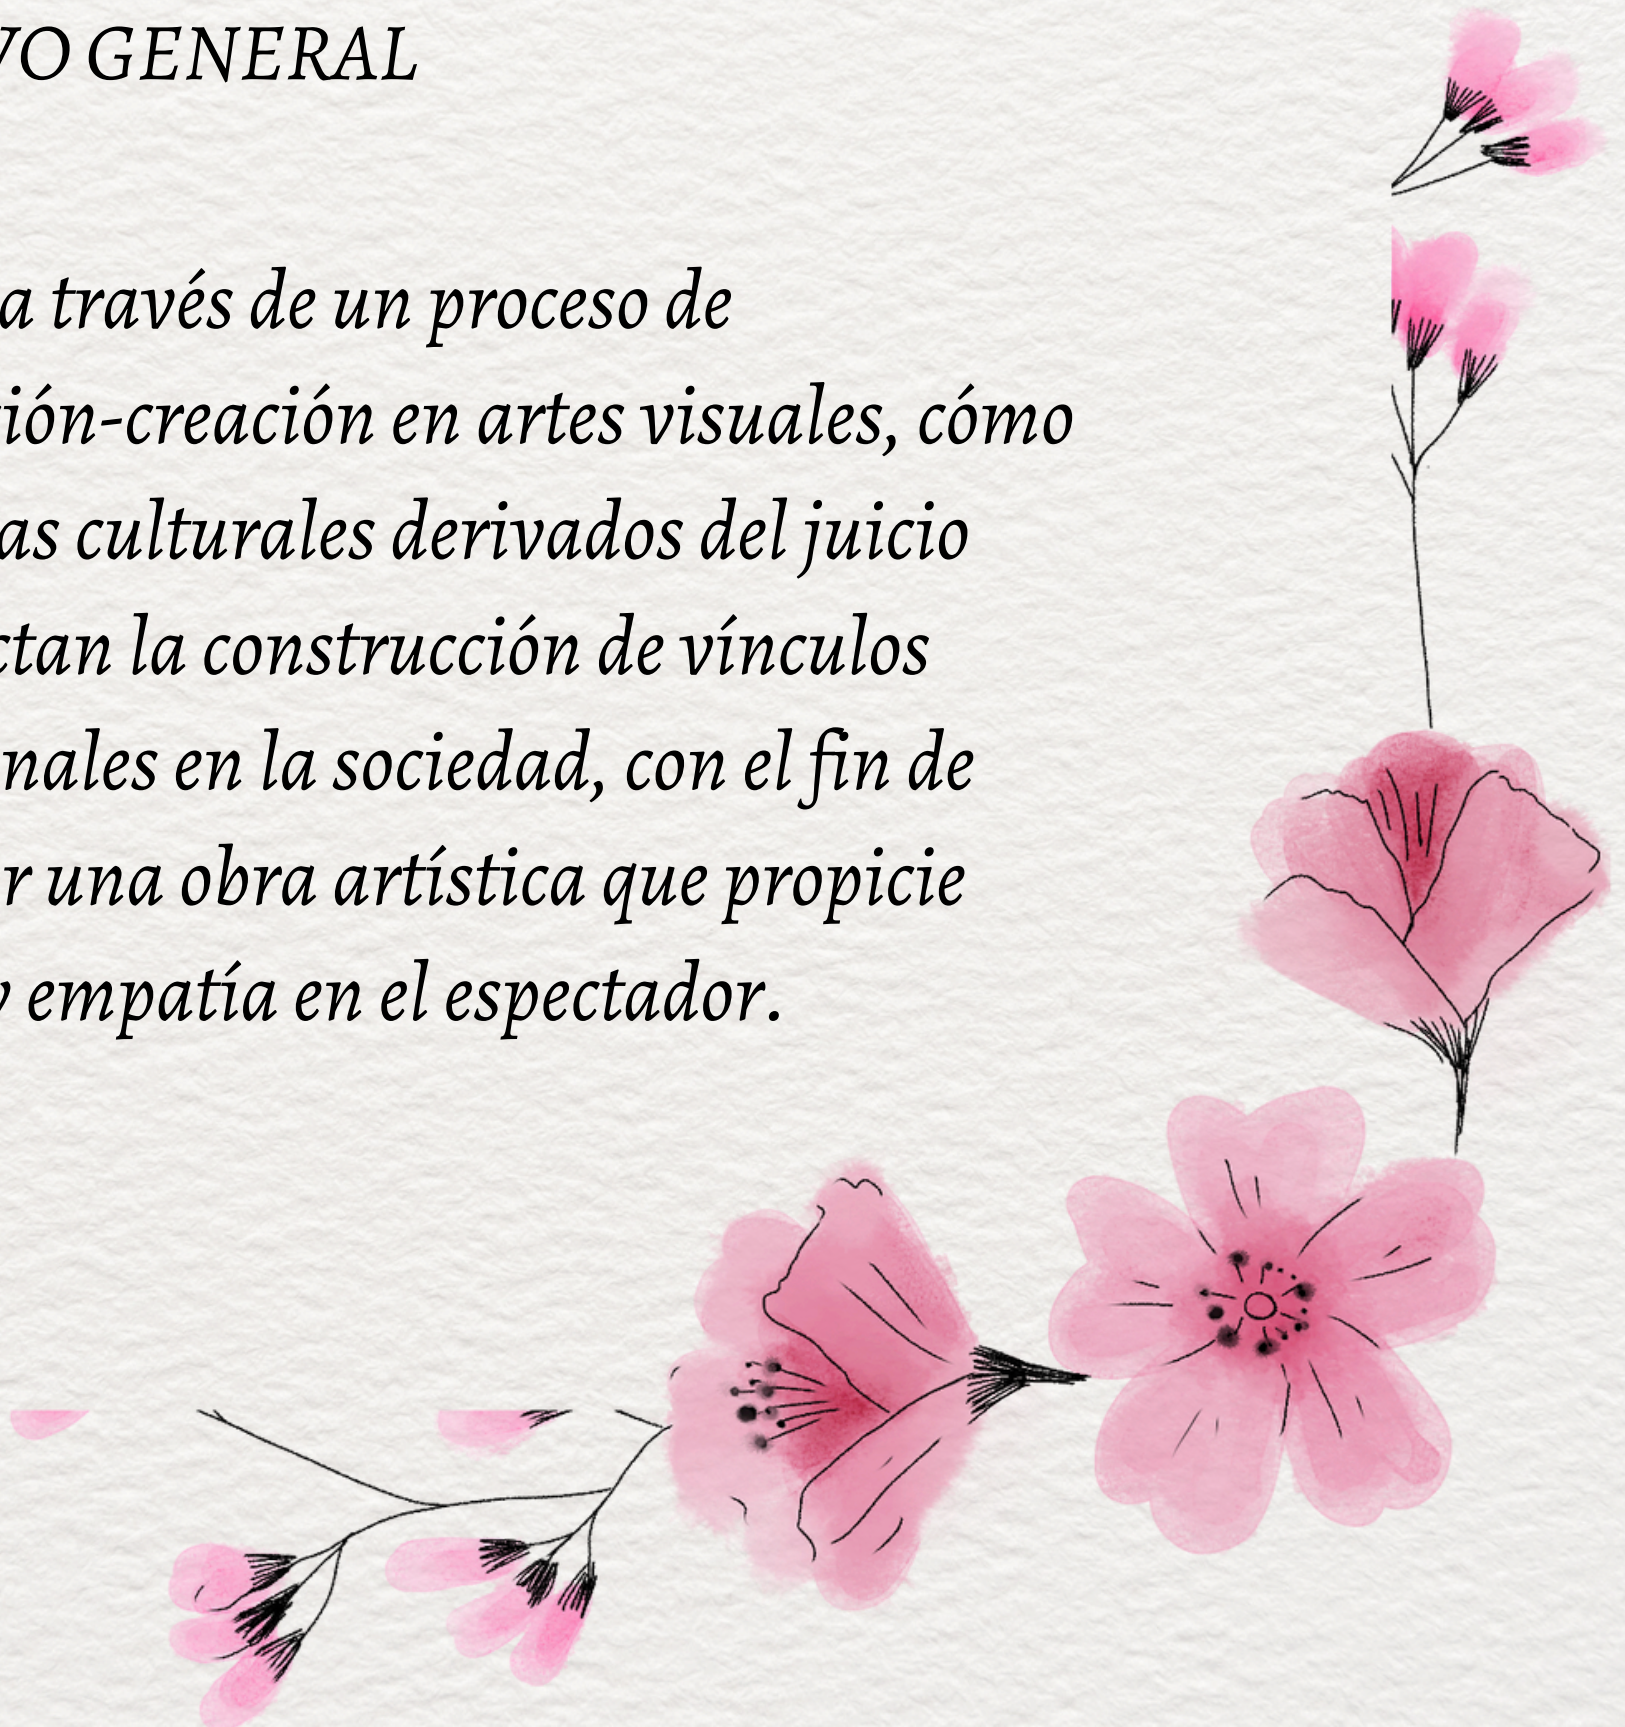 VO GENERAL
a través de un proceso de
ión-creación en artes visuales, cómo
as culturales derivados del juicio
ctan la construcción de vínculos
nales en la sociedad, con el fin de
r una obra artística que propicie
y empatía en el espectador.